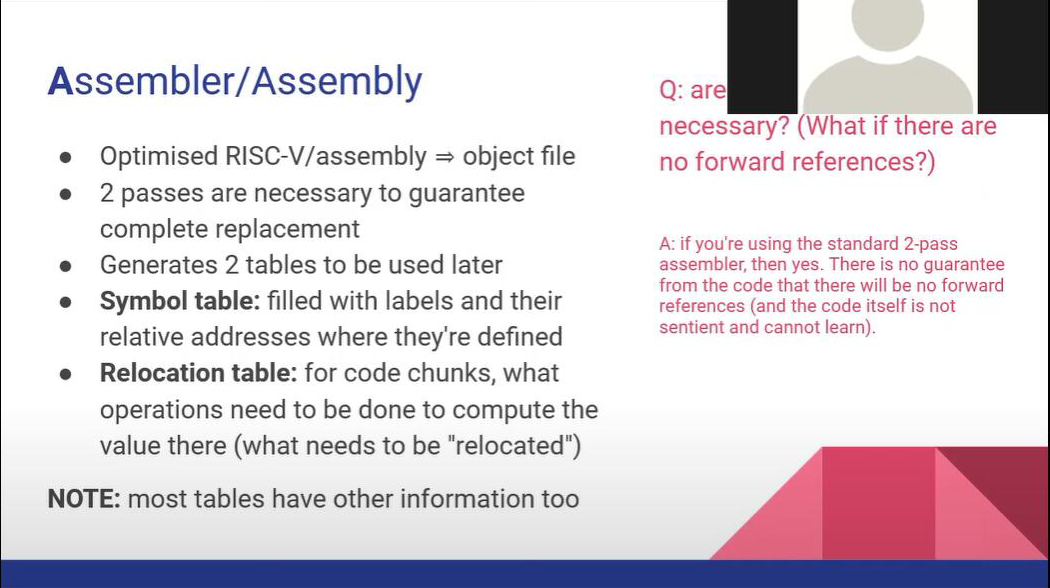 Assembler/Assembly
● Optimised RISC-V/assembly ⇒ object file
● 2 passes are necessary to guarantee
complete replacement
● Generates 2 tables to be used later
● Symbol table: filled with labels and their
relative addresses where they're defined
● Relocation table: for code chunks, what
operations need to be done to compute the
value there (what needs to be "relocated")
NOTE: most tables have other information too
Q: are
necessary? (What if there are
no forward references?)
A: if you're using the standard 2-pass
assembler, then yes. There is no guarantee
from the code that there will be no forward
references (and the code itself is not
sentient and cannot learn).